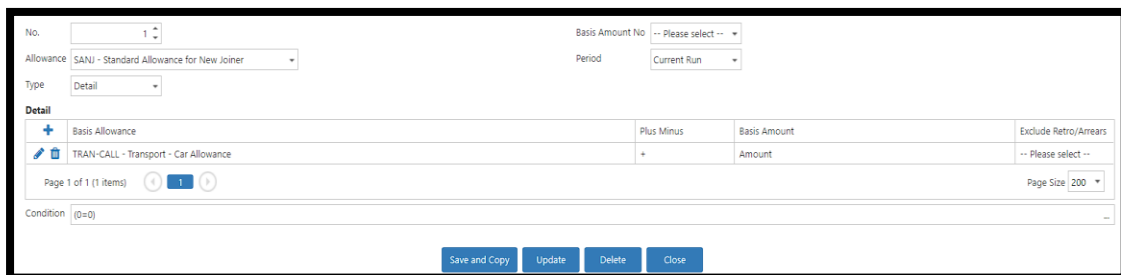 No. 1 Basis Amount No -- Please select --
Allowance SANJ - Standard Allowance for New Joiner Period Current Run
Type Detail
Detail
+ Basis Allowance Plus Minus Basis Amount Exclude Retro/Arrears
TRAN-CALL - Transport - Car Allowance + Amount -- Please select --
Page 1 of 1 (1 items) 1 Page Size 200
Condition (0=0) ...
Save and Copy Update Delete Close